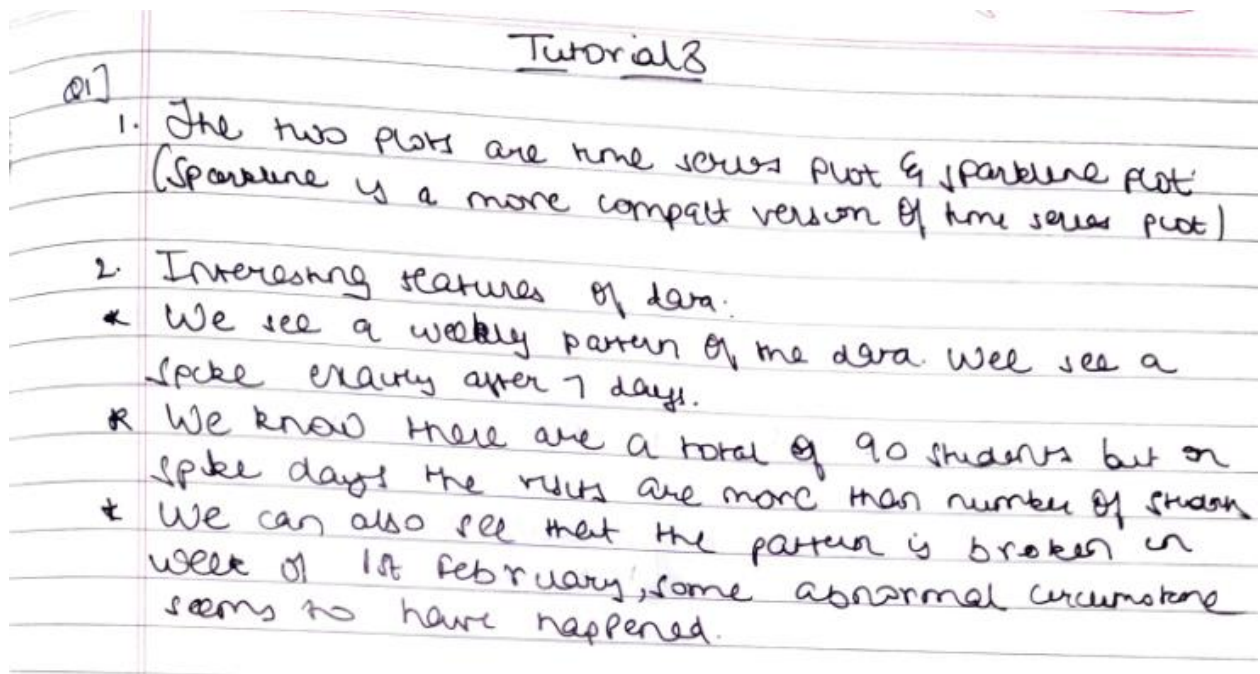 Tutorial 8
Q1]
1. The two plots are time series plot & sparkline plot
(Sparkline is a more compatt version of time series plot)
2. Interesting features of data.
* We see a weekly pattern of the data. Wee see a
spike exactly after 7 days.
* We know there are a total of 90 students but on
spike days the visits are more than number of
* We can also see that the pattern is broken in
week of 1st February, some abnormal circumstance
seems to have happened.